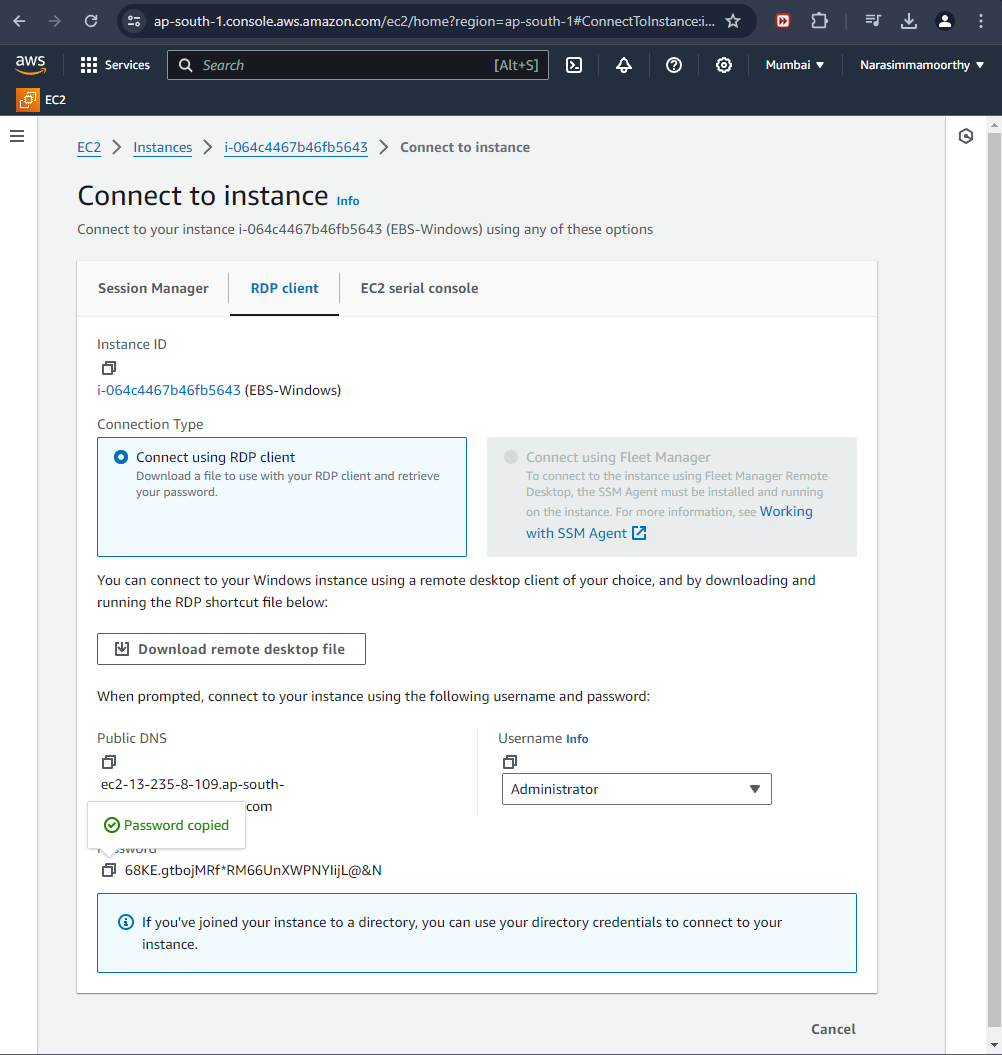 ap-south-1.console.aws.amazon.com/ec2/home?region=ap-south-1#ConnectToInstance:i...
aws
Services
Search
[Alt+S]
Mumbai
Narasimmamoorthy
EC2
EC2 > Instances > i-064c4467b46fb5643 > Connect to instance
Connect to instance Info
Connect to your instance i-064c4467b46fb5643 (EBS-Windows) using any of these options
Session Manager
RDP client
EC2 serial console
Instance ID
i-064c4467b46fb5643 (EBS-Windows)
Connection Type
Connect using RDP client
Download a file to use with your RDP client and retrieve
your password.
Connect using Fleet Manager
To connect to the instance using Fleet Manager Remote
Desktop, the SSM Agent must be installed and running
on the instance. For more information, see Working
with SSM Agent
You can connect to your Windows instance using a remote desktop client of your choice, and by downloading and
running the RDP shortcut file below:
Download remote desktop file
When prompted, connect to your instance using the following username and password:
Public DNS
ec2-13-235-8-109.ap-south-
com
Username Info
Administrator
Password copied
Password
68KE.gtbojMRf*RM66UnXWPNYIijL@&N
If you've joined your instance to a directory, you can use your directory credentials to connect to your
instance.
Cancel